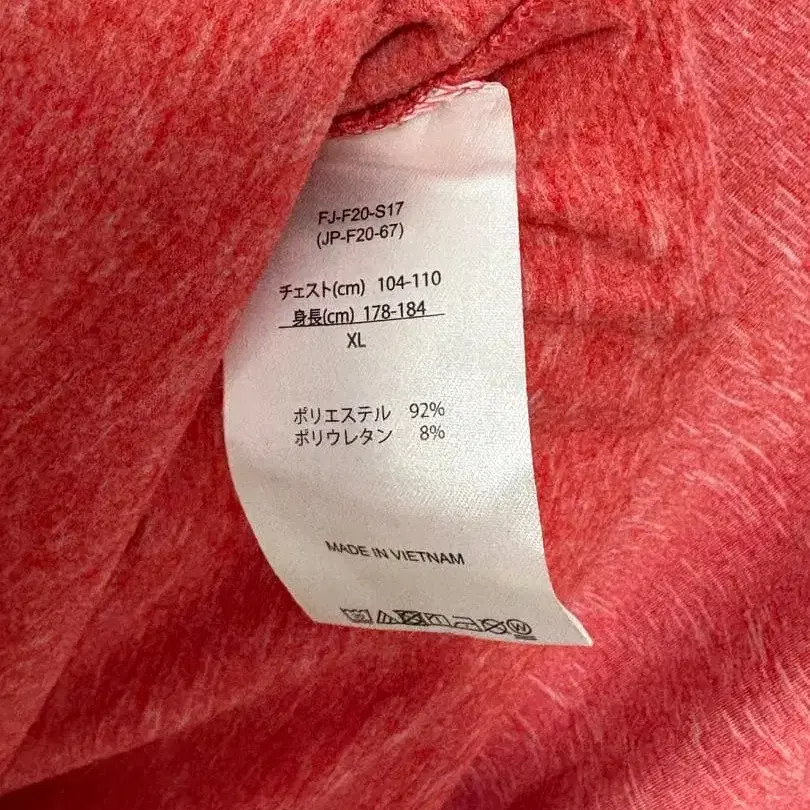 FJ-F20-S17
(JP-F20-67)
チェスト(cm) 104-110
身長(cm) 178-184
XL
ポリエステル 92%
ポリウレタン 8%
MADE IN VIETNAM
W